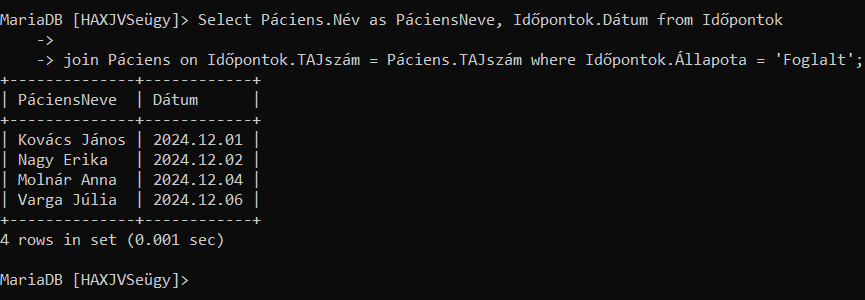 MariaDB [HAXJVSeügy]> Select Páciens.Név as PáciensNeve, Időpontok.Dátum from Időpontok
    ->
    -> join Páciens on Időpontok.TAJszám = Páciens.TAJszám where Időpontok.Állapota = 'Foglalt';
+--------------+------------+
| PáciensNeve  | Dátum      |
+--------------+------------+
| Kovács János | 2024.12.01 |
| Nagy Erika   | 2024.12.02 |
| Molnár Anna  | 2024.12.04 |
| Varga Júlia  | 2024.12.06 |
+--------------+------------+
4 rows in set (0.001 sec)
MariaDB [HAXJVSeügy]>